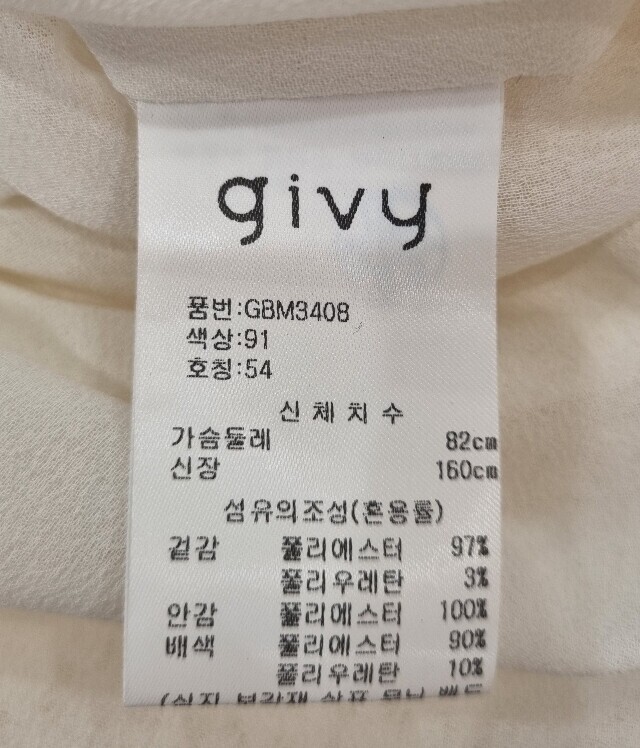 givy
품번:GBM3408
색상:91
호칭:54
신체치수
가슴둘레 82cm
신장 160cm
섬유의조성(혼용률)
겉감 폴리에스터 97%
폴리우레탄 3%
안감 폴리에스터 100%
배색 폴리에스터 90%
폴리우레탄 10%